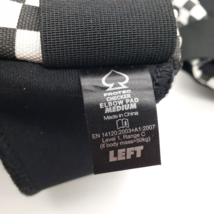 PROTEC
CHECKER
ELBOW PAD
MEDIUM
Made in China
EN 14120:2003+A1:2007
Level 1, Range C
(if body mass>50kg)
LEFT